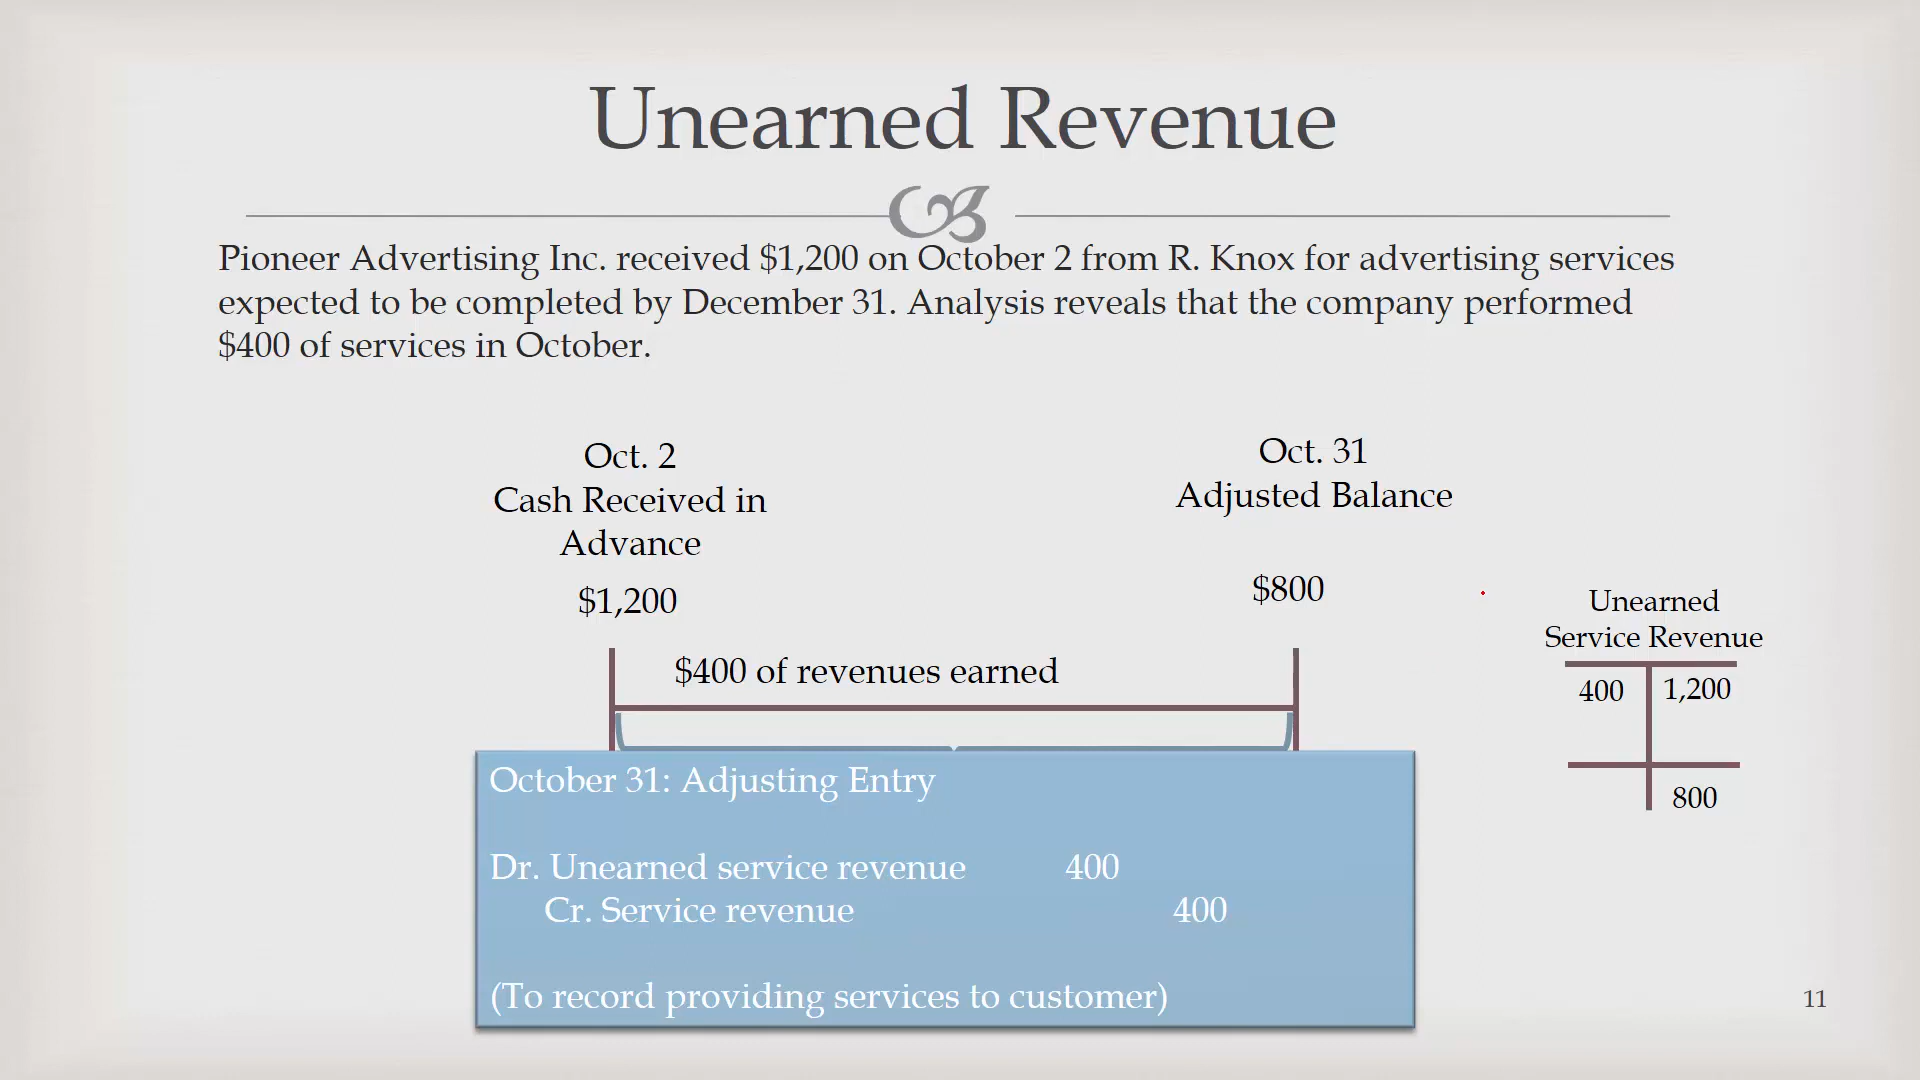 Unearned Revenue
Pioneer Advertising Inc. received $1,200 on October 2 from R. Knox for advertising services
expected to be completed by December 31. Analysis reveals that the company performed
$400 of services in October.
Oct. 2
Cash Received in
Advance
$1,200
Oct. 31
Adjusted Balance
$800
$400 of revenues earned
Unearned
Service Revenue
400 1,200
800
October 31: Adjusting Entry
Dr. Unearned service revenue 400
Cr. Service revenue 400
(To record providing services to customer)
11